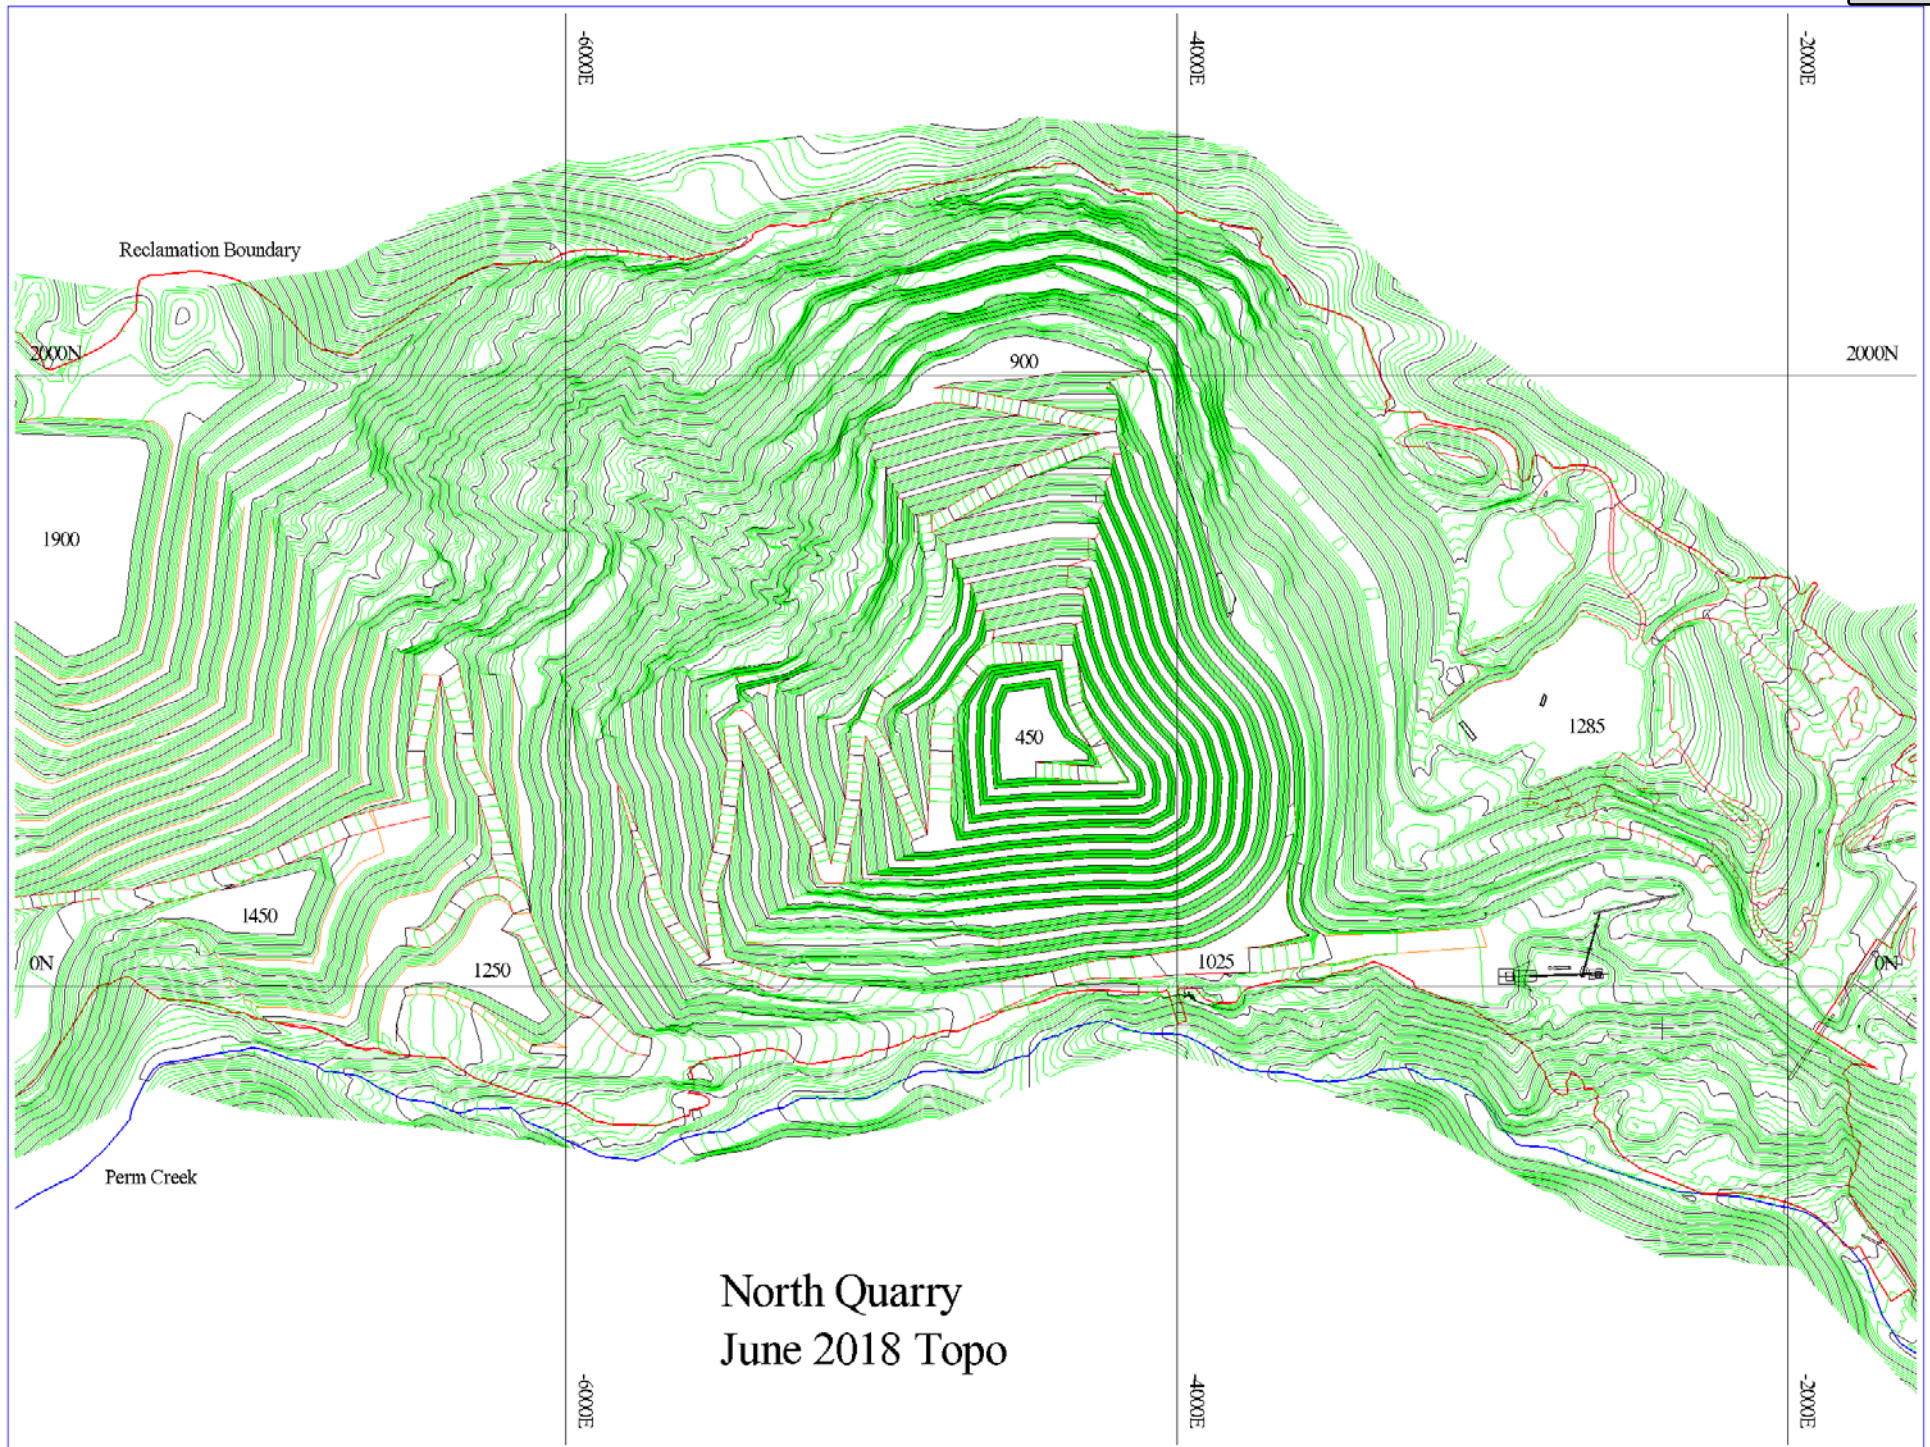 -6000E
-4000E
-2000E
Reclamation Boundary
2000N
2000N
900
1900
450
1285
1450
0N
1250
1025
0N
Perm Creek
North Quarry
June 2018 Topo
-6000E
-4000E
-2000E